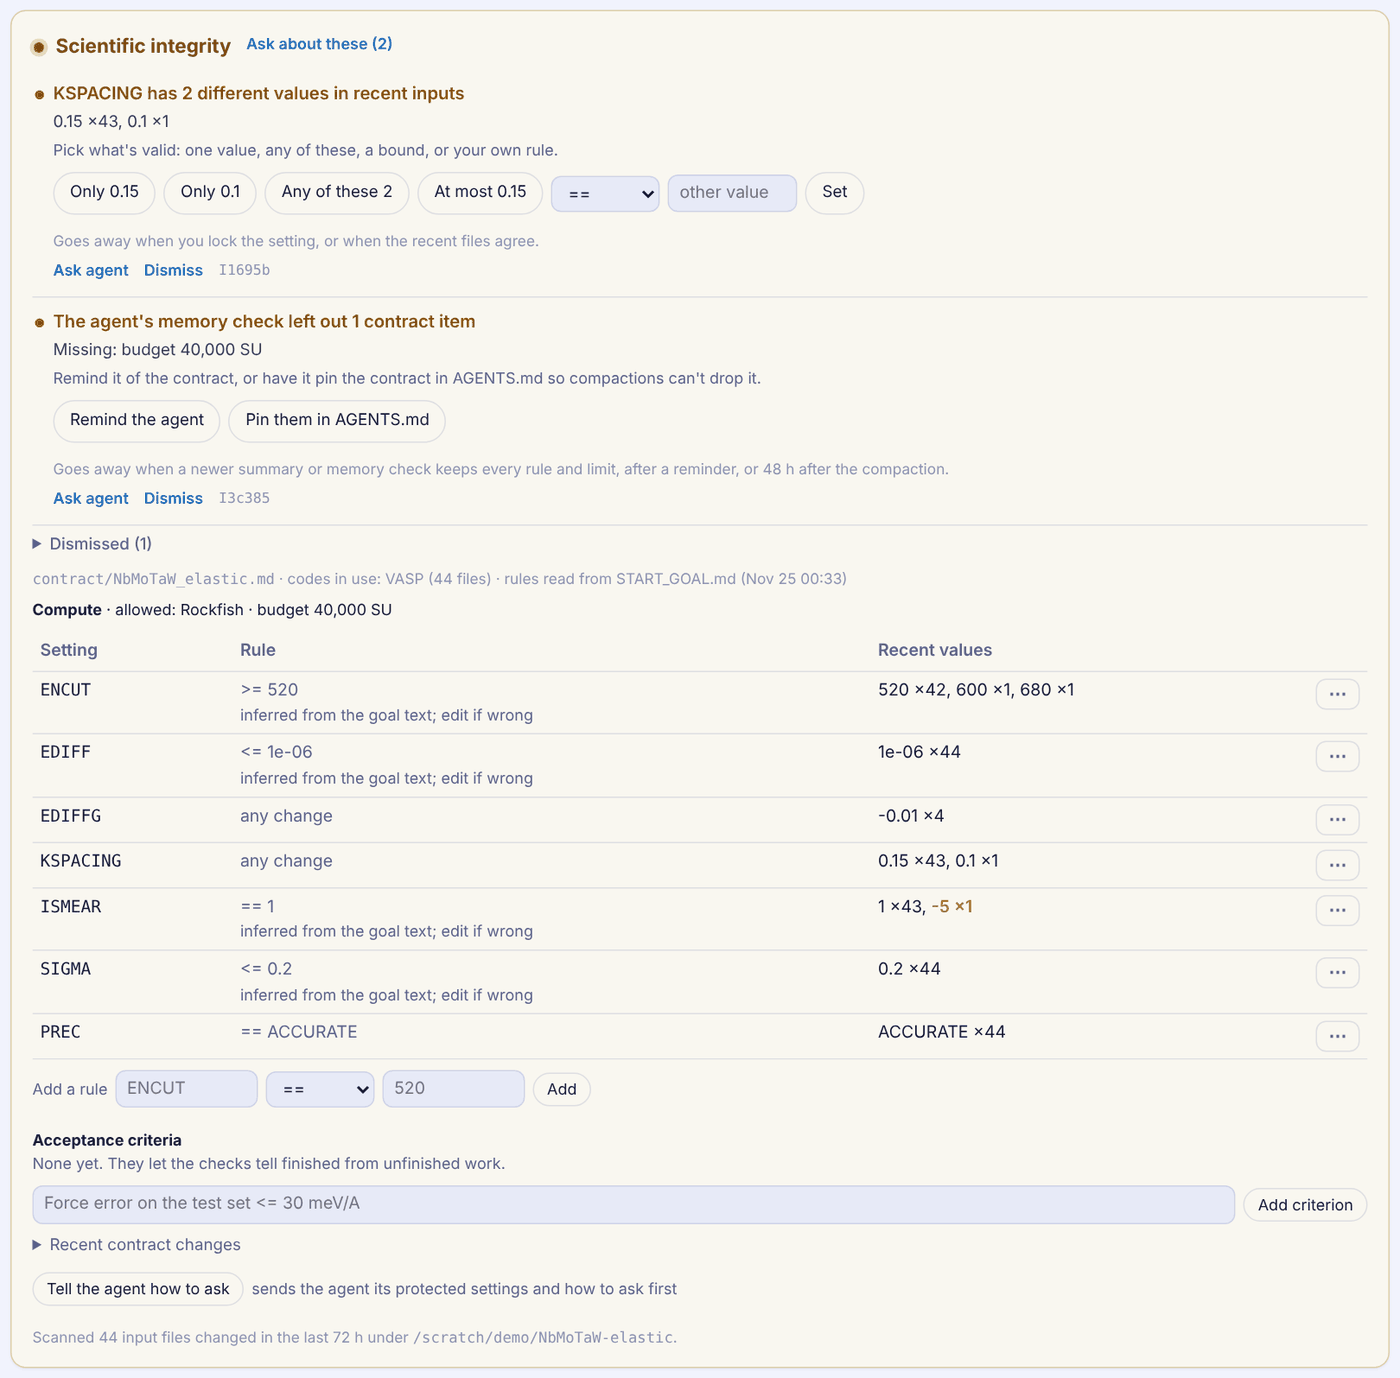 Scientific integrity Ask about these (2)
KSPACING has 2 different values in recent inputs
0.15 ×43, 0.1 ×1
Pick what's valid: one value, any of these, a bound, or your own rule.
Only 0.15 Only 0.1 Any of these 2 At most 0.15 == other value Set
Goes away when you lock the setting, or when the recent files agree.
Ask agent Dismiss I1695b
The agent's memory check left out 1 contract item
Missing: budget 40,000 SU
Remind it of the contract, or have it pin the contract in AGENTS.md so compactions can't drop it.
Remind the agent Pin them in AGENTS.md
Goes away when a newer summary or memory check keeps every rule and limit, after a reminder, or 48 h after the compaction.
Ask agent Dismiss I3c385
Dismissed (1)
contract/NbMoTaW_elastic.md · codes in use: VASP (44 files) · rules read from START_GOAL.md (Nov 25 00:33)
Compute · allowed: Rockfish · budget 40,000 SU
Setting Rule Recent values
ENCUT >= 520 520 ×42, 600 ×1, 680 ×1 ···
inferred from the goal text; edit if wrong
EDIFF <= 1e-06 1e-06 ×44 ···
inferred from the goal text; edit if wrong
EDIFFG any change -0.01 ×4 ···
KSPACING any change 0.15 ×43, 0.1 ×1 ···
ISMEAR == 1 1 ×43, -5 ×1 ···
inferred from the goal text; edit if wrong
SIGMA <= 0.2 0.2 ×44 ···
inferred from the goal text; edit if wrong
PREC == ACCURATE ACCURATE ×44 ···
Add a rule ENCUT == 520 Add
Acceptance criteria
None yet. They let the checks tell finished from unfinished work.
Force error on the test set <= 30 meV/A Add criterion
Recent contract changes
Tell the agent how to ask sends the agent its protected settings and how to ask first
Scanned 44 input files changed in the last 72 h under /scratch/demo/NbMoTaW-elastic.